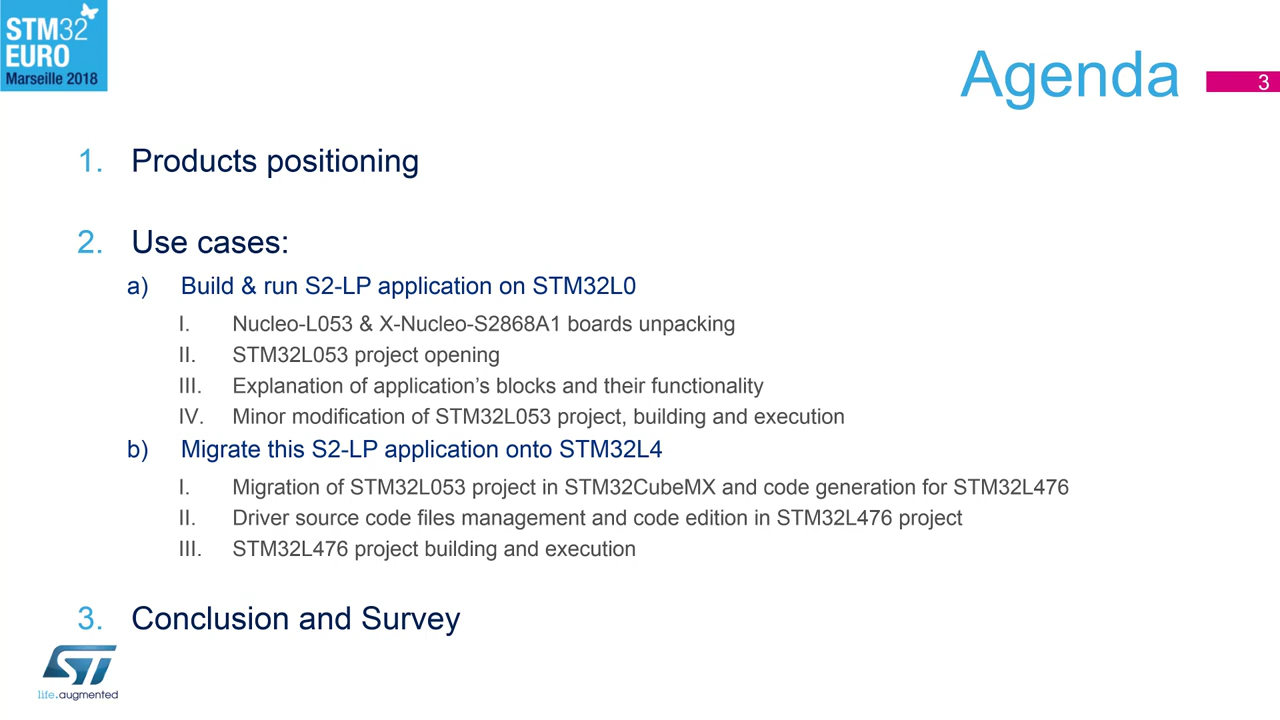 STM32
EURO
Marseille 2018
Agenda
3
1. Products positioning
2. Use cases:
a) Build & run S2-LP application on STM32L0
I. Nucleo-L053 & X-Nucleo-S2868A1 boards unpacking
II. STM32L053 project opening
III. Explanation of application’s blocks and their functionality
IV. Minor modification of STM32L053 project, building and execution
b) Migrate this S2-LP application onto STM32L4
I. Migration of STM32L053 project in STM32CubeMX and code generation for STM32L476
II. Driver source code files management and code edition in STM32L476 project
III. STM32L476 project building and execution
3. Conclusion and Survey
ST
life.augmented